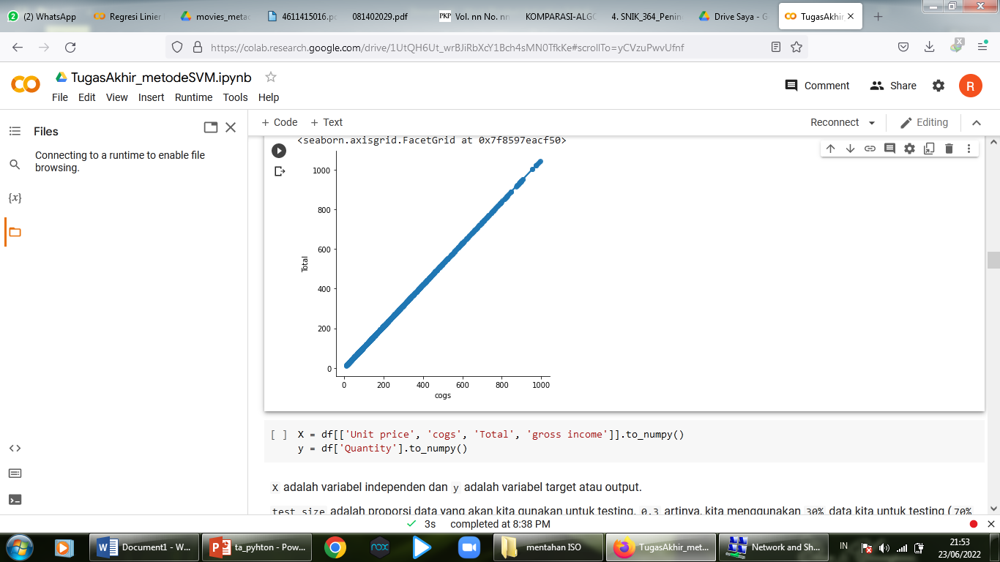 (2) WhatsApp
Regresi Linier
movies_metac
4611415016.pc
081402029.pdf
PKP Vol. nn No. nn
KOMPARASI-ALGO
4. SNIK_364_Penin
Drive Saya - G
TugasAkhir
https://colab.research.google.com/drive/1UtQH6Ut_wrBJiRbXcY1Bch4sMN0TfkKe#scrollTo=yCVzuPwvUfnf
TugasAkhir_metodeSVM.ipynb
Comment
Share
R
File Edit View Insert Runtime Tools Help
Files
+ Code + Text
Reconnect
Editing
Connecting to a runtime to enable file
browsing.
{x}
<seaborn.axisgrid.FacetGrid at 0x7f8597eacf50>
1000
800
600
400
200
0
Total
0 200 400 600 800 1000
cogs
[ ] X = df[['Unit price', 'cogs', 'Total', 'gross income']].to_numpy()
y = df['Quantity'].to_numpy()
X adalah variabel independen dan y adalah variabel target atau output.
test_size adalah proporsi data yang akan kita gunakan untuk testing. 0.3 artinya, kita menggunakan 30% data kita untuk testing ( 70%
3s completed at 8:38 PM
Document1 - W...
ta_pyhton - Pow...
nox
zoom
mentahan ISO
TugasAkhir_met...
Network and Sh...
IN
21:53
23/06/2022